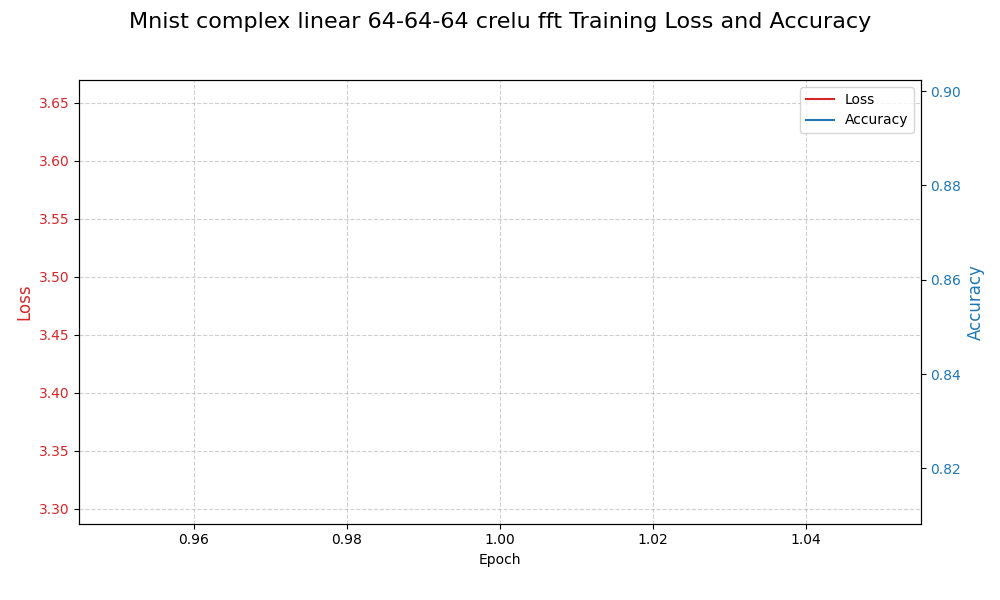 Mnist complex linear 64-64-64 crelu fft Training Loss and Accuracy
Loss
Accuracy
3.65
3.60
3.55
3.50
3.45
3.40
3.35
3.30
Loss
0.90
0.88
0.86
0.84
0.82
Accuracy
0.96 0.98 1.00 1.02 1.04
Epoch